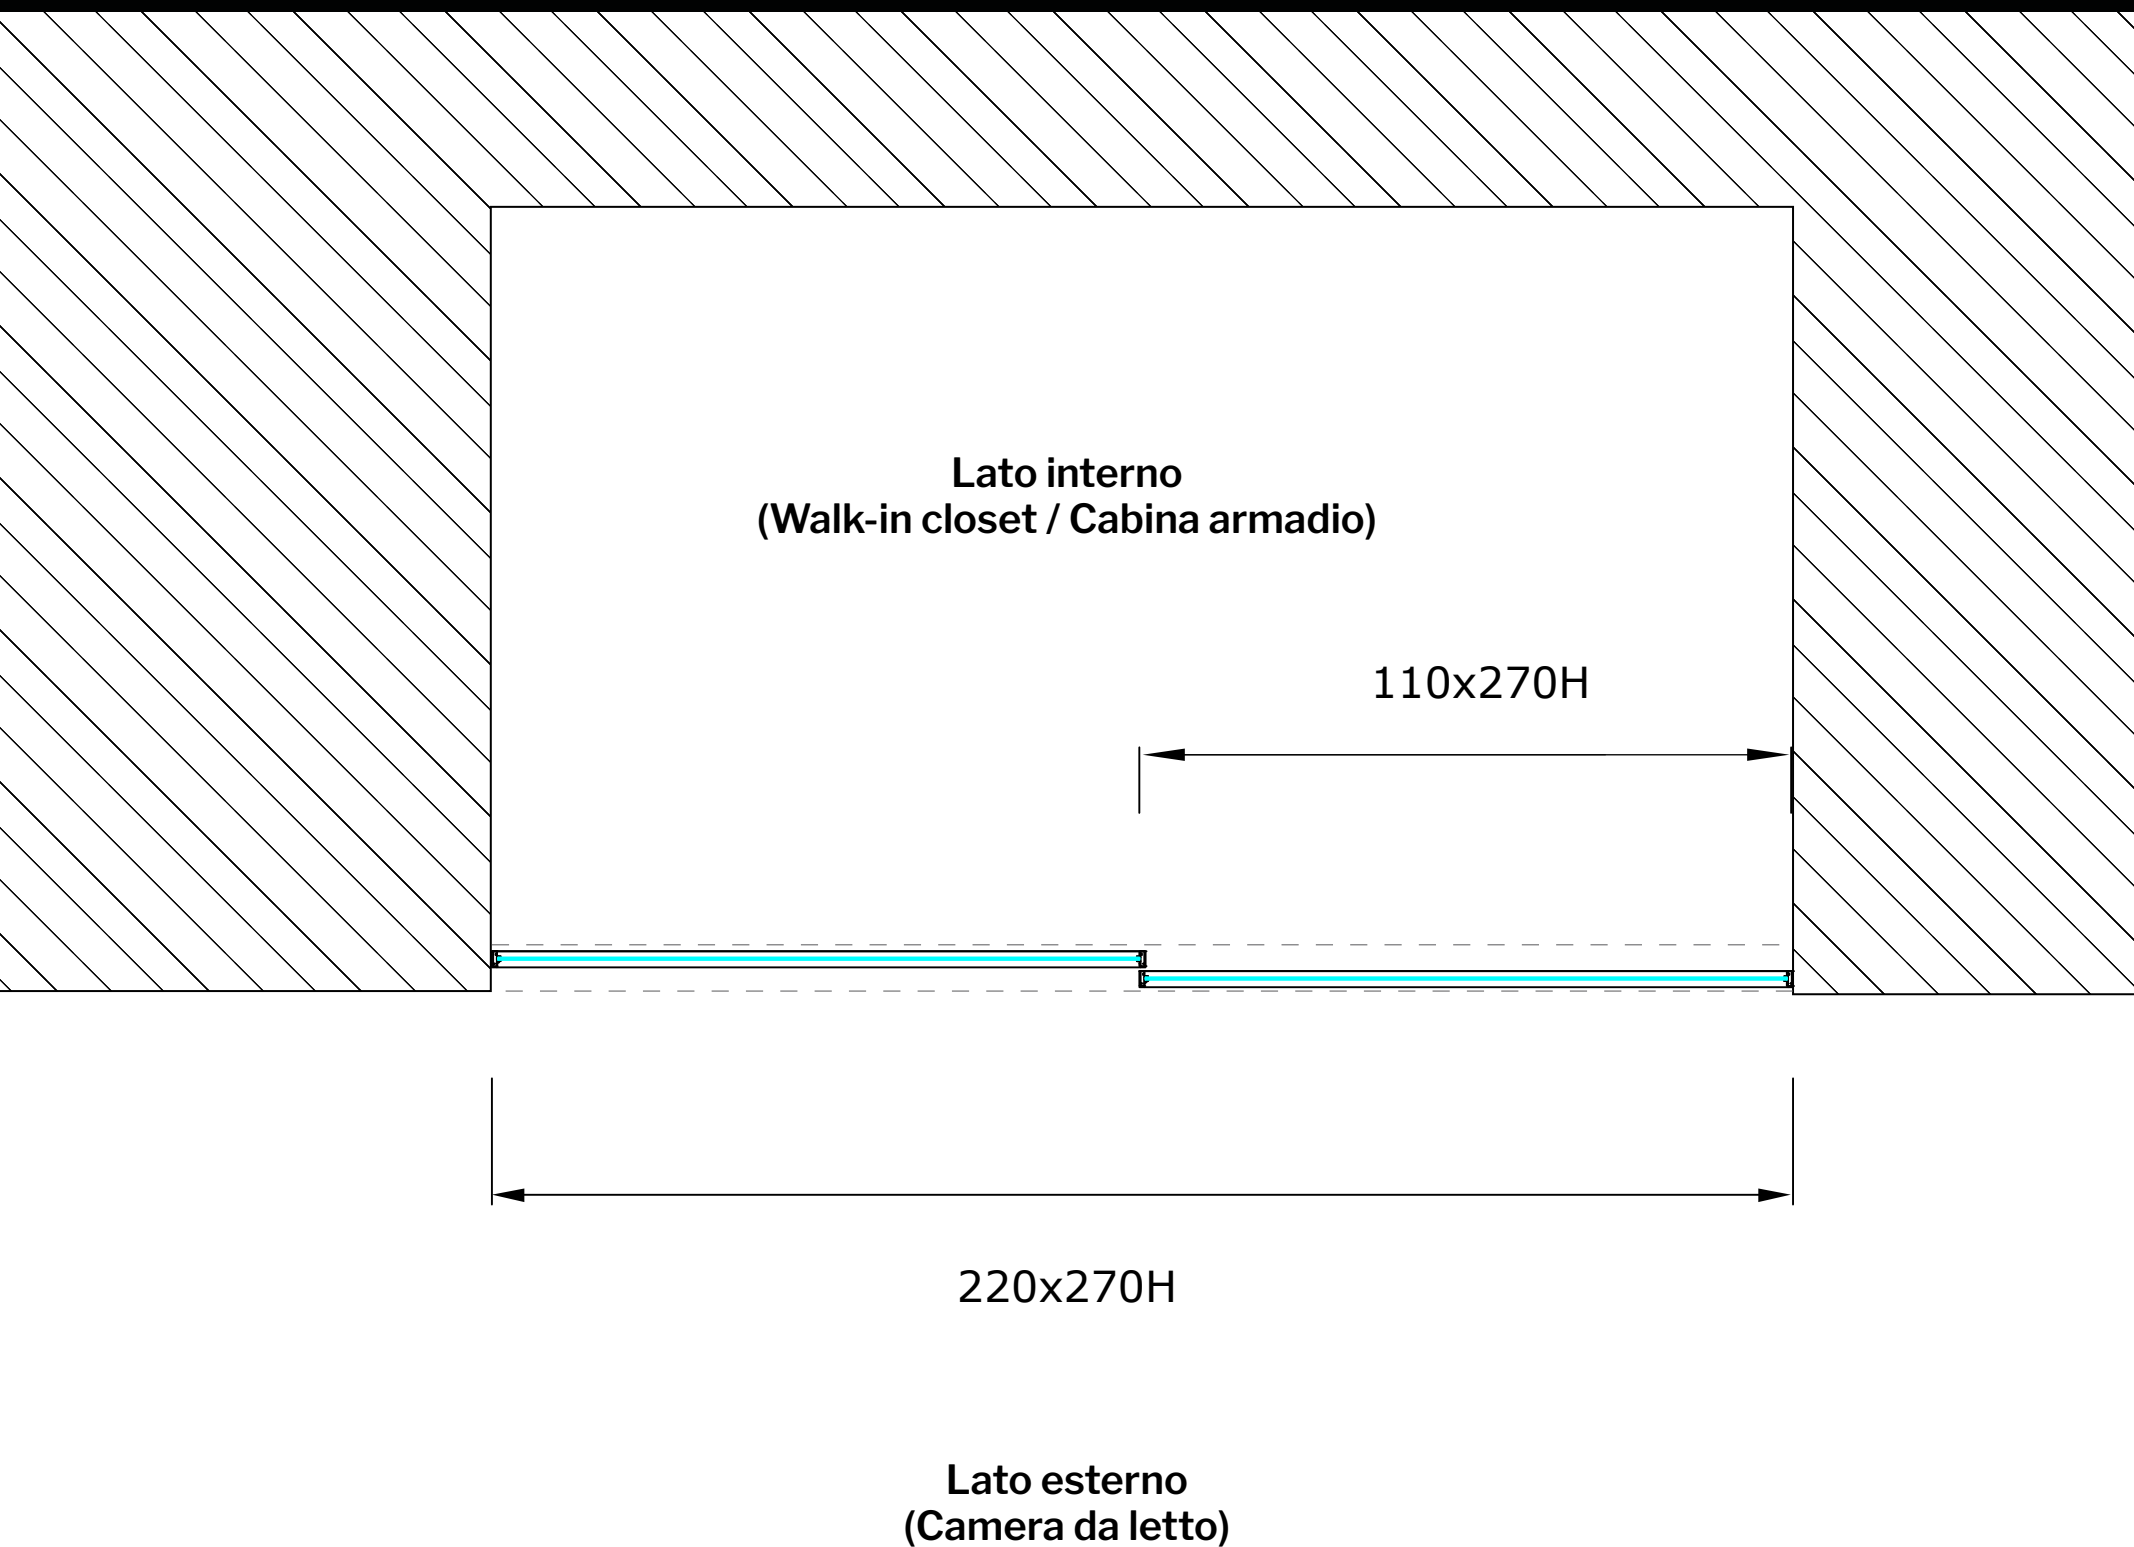 Lato interno
(Walk-in closet / Cabina armadio)
110x270H
220x270H
Lato esterno
(Camera da letto)